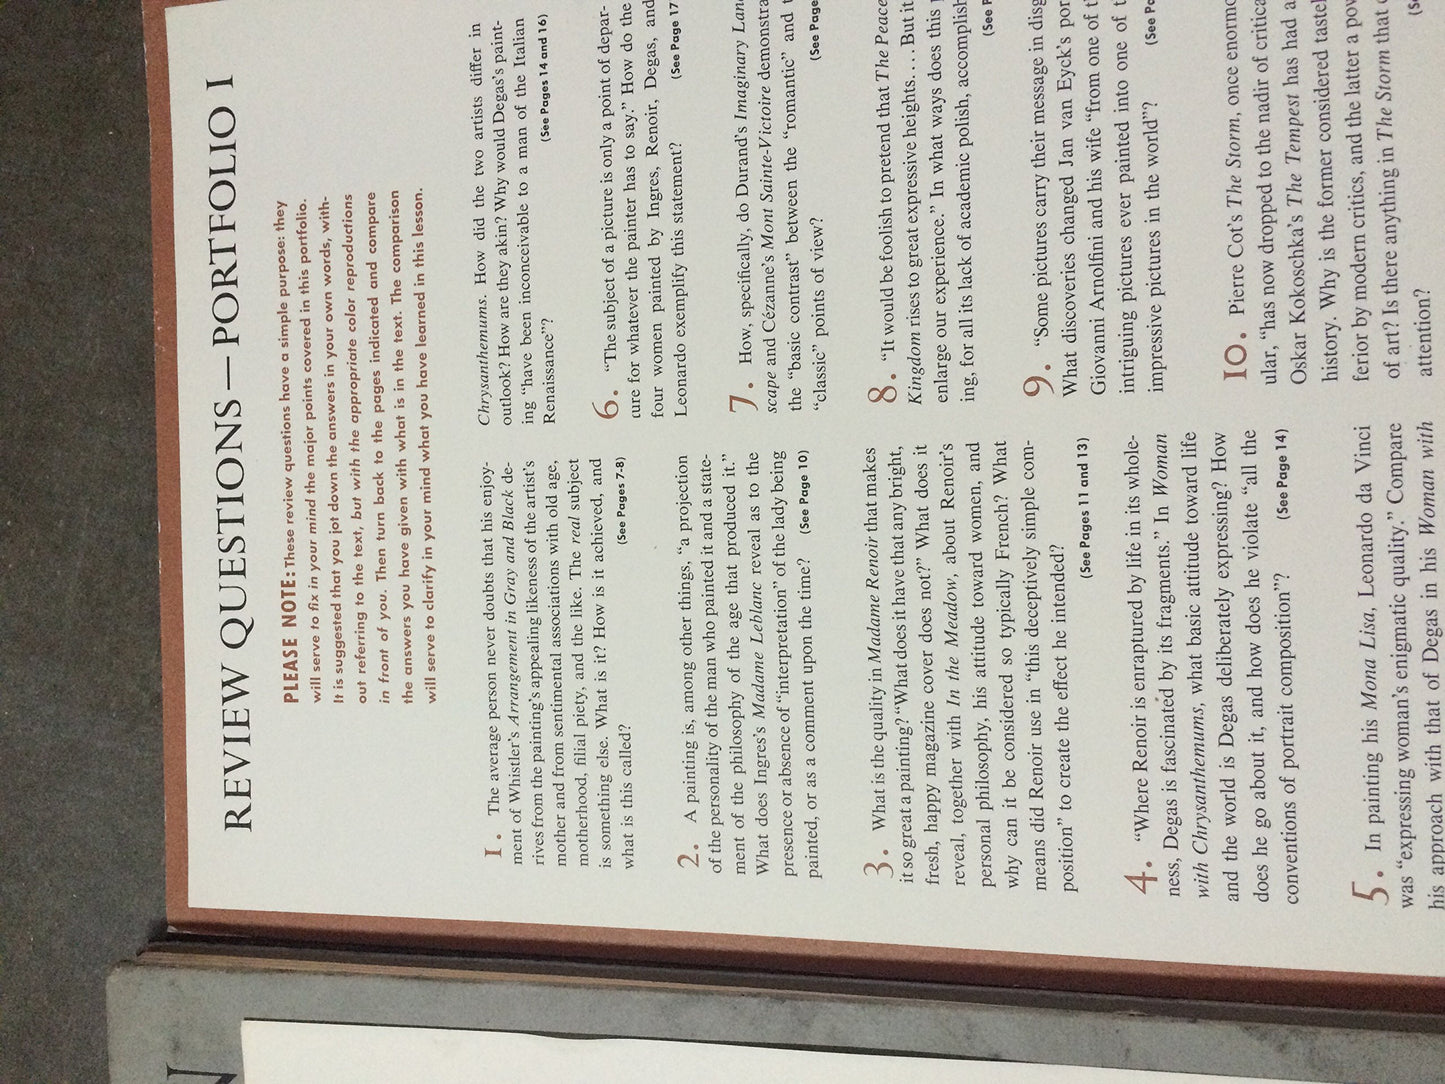 REVIEW QUESTIONS—PORTFOLIO I
PLEASE NOTE: These review questions have a simple purpose: they
will serve to fix in your mind the major points covered in this portfolio.
It is suggested that you jot down the answers in your own words, with-
out referring to the text, but with the appropriate color reproductions
in front of you. Then turn back to the pages indicated and compare
the answers you have given with what is in the text. The comparison
will serve to clarify in your mind what you have learned in this lesson.
1. The average person never doubts that his enjoy-
ment of Whistler's Arrangement in Gray and Black de-
rives from the painting's appealing likeness of the artist's
mother and from sentimental associations with old age,
motherhood, filial piety, and the like. The real subject
is something else. What is it? How is it achieved, and
what is this called? (See Pages 7-8)
2. A painting is, among other things, "a projection
of the personality of the man who painted it and a state-
ment of the philosophy of the age that produced it."
What does Ingres's Madame Leblanc reveal as to the
presence or absence of "interpretation" of the lady being
painted, or as a comment upon the time? (See Page 10)
3. What is the quality in Madame Renoir that makes
it so great a painting? "What does it have that any bright,
fresh, happy magazine cover does not?" What does it
reveal, together with In the Meadow, about Renoir's
personal philosophy, his attitude toward women, and
why can it be considered so typically French? What
means did Renoir use in "this deceptively simple com-
position" to create the effect he intended?
(See Pages 11 and 13)
4. "Where Renoir is enraptured by life in its whole-
ness, Degas is fascinated by its fragments." In Woman
with Chrysanthemums, what basic attitude toward life
and the world is Degas deliberately expressing? How
does he go about it, and how does he violate "all the
conventions of portrait composition"? (See Page 14)
5. In painting his Mona Lisa, Leonardo da Vinci
was "expressing woman's enigmatic quality." Compare
his approach with that of Degas in his Woman with
Chrysanthemums. How did the two artists differ in
outlook? How are they akin? Why would Degas's paint-
ing "have been inconceivable to a man of the Italian
Renaissance"? (See Pages 14 and 16)
6. "The subject of a picture is only a point of depar-
ture for whatever the painter has to say." How do the
four women painted by Ingres, Renoir, Degas, and
Leonardo exemplify this statement? (See Page 17
7. How, specifically, do Durand's Imaginary
scape and Cézanne's Mont Sainte-Victoire
the "basic contrast" between the "romantic" and
"classic" points of view? (See Page
8. "It would be foolish to pretend that The
Kingdom rises to great expressive heights.... But it
enlarge our experience." In what ways does this
ing, for all its lack of academic polish, accomplish
(See
9. "Some pictures carry their message in
What discoveries changed Jan van Eyck's
Giovanni Arnolfini and his wife "from one of
intriguing pictures ever painted into one of
impressive pictures in the world"? (See
10. Pierre Cot's The Storm, once
ular, "has now dropped to the nadir of
Oskar Kokoschka's The Tempest has had
history. Why is the former considered
ferior by modern critics, and the latter a
of art? Is there anything in The Storm that
attention?